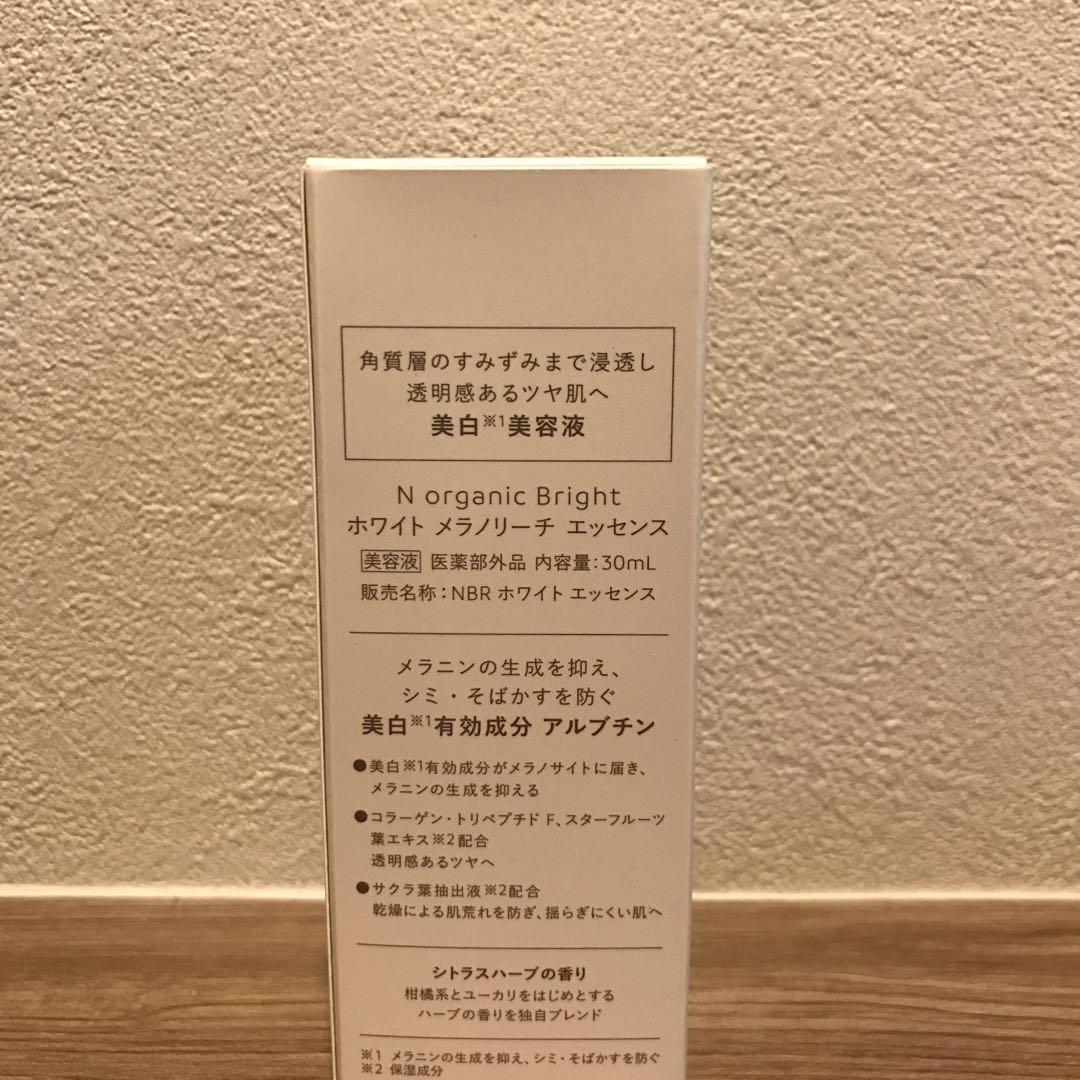 角質層のすみずみまで浸透し
透明感あるツヤ肌へ
美白※1美容液
N organic Bright
ホワイト メラノリーチ エッセンス
美容液 医薬部外品 内容量:30mL
販売名称:NBR ホワイト エッセンス
メラニンの生成を抑え、
シミ・そばかすを防ぐ
美白※1有効成分 アルブチン
●美白※1有効成分がメラノサイトに届き、
メラニンの生成を抑える
●コラーゲン・トリペプチド F、スターフルーツ
葉エキス※2配合
透明感あるツヤへ
●サクラ葉抽出液※2配合
乾燥による肌荒れを防ぎ、揺らぎにくい肌へ
シトラスハーブの香り
柑橘系とユーカリをはじめとする
ハーブの香りを独自ブレンド
※1 メラニンの生成を抑え、シミ・そばかすを防ぐ
※2 保湿成分